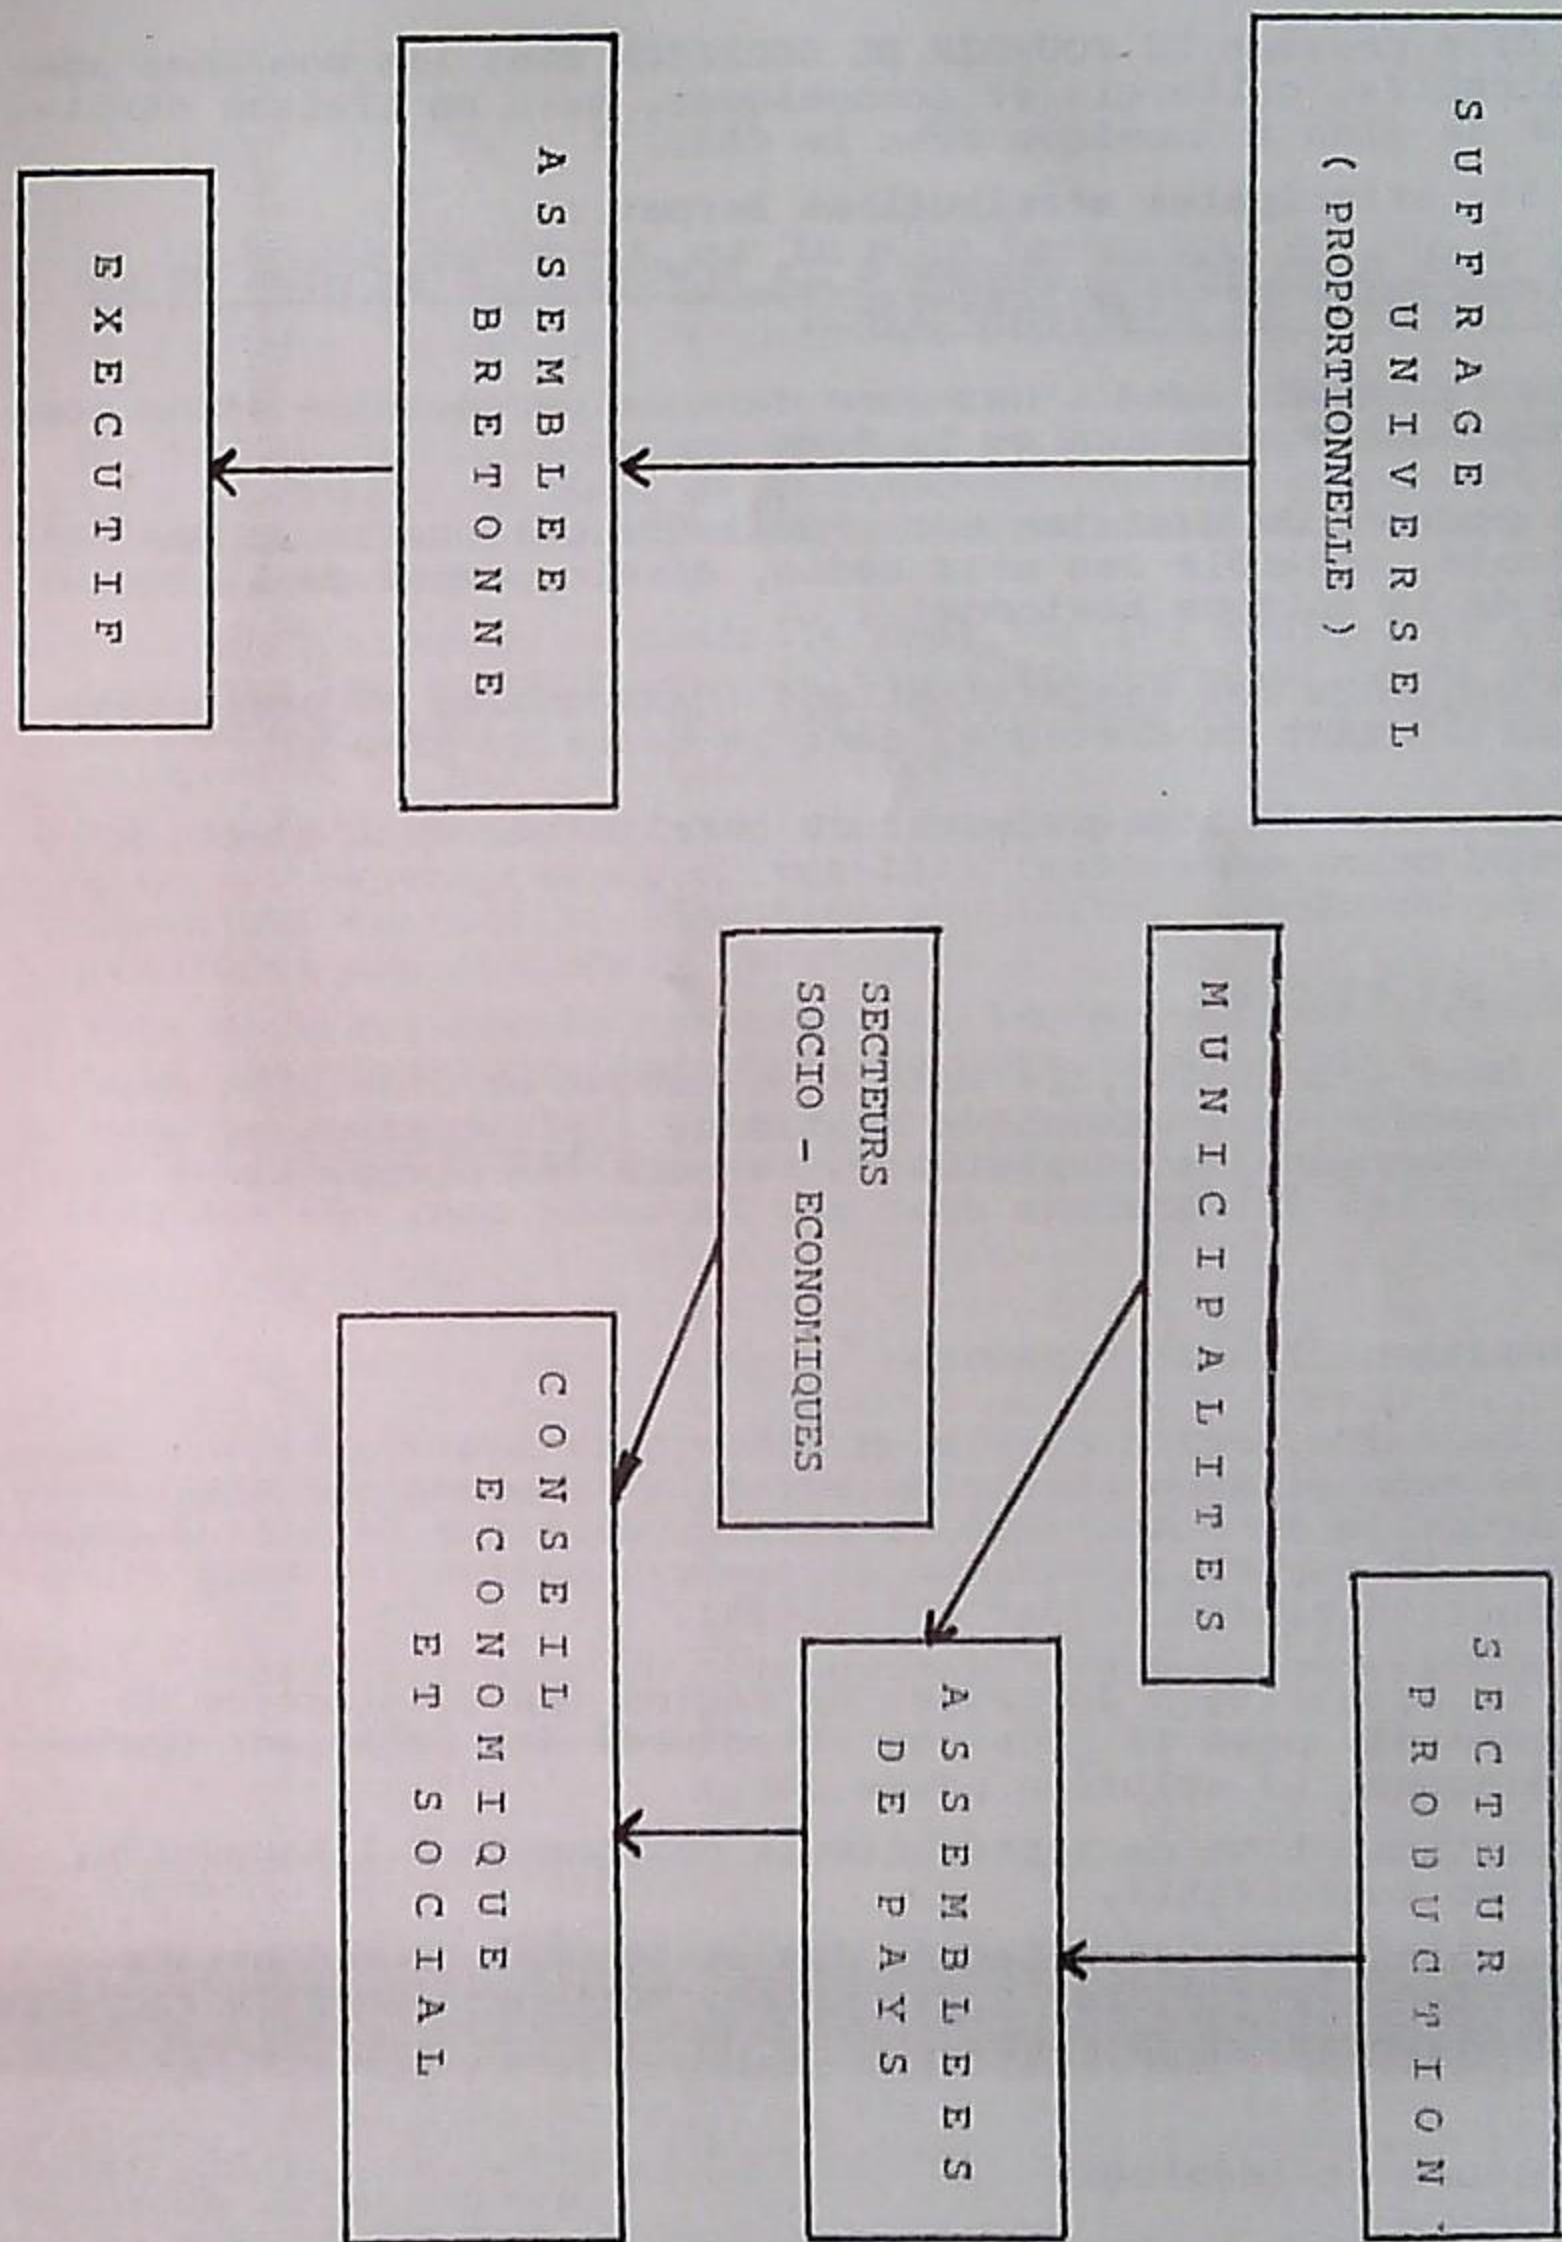 SUFFRAGE
UNIVERSEL
( PROPORTIONNELLE )
ASSEMBLEE
BRETONNE
EXECUTIF
SECTEUR
PRODUCTION
MUNICIPALITES
ASSEMBLEES
DE PAYS
SECTEURS
SOCIO - ECONOMIQUES
CONSEIL
ECONOMIQUE
ET SOCIAL